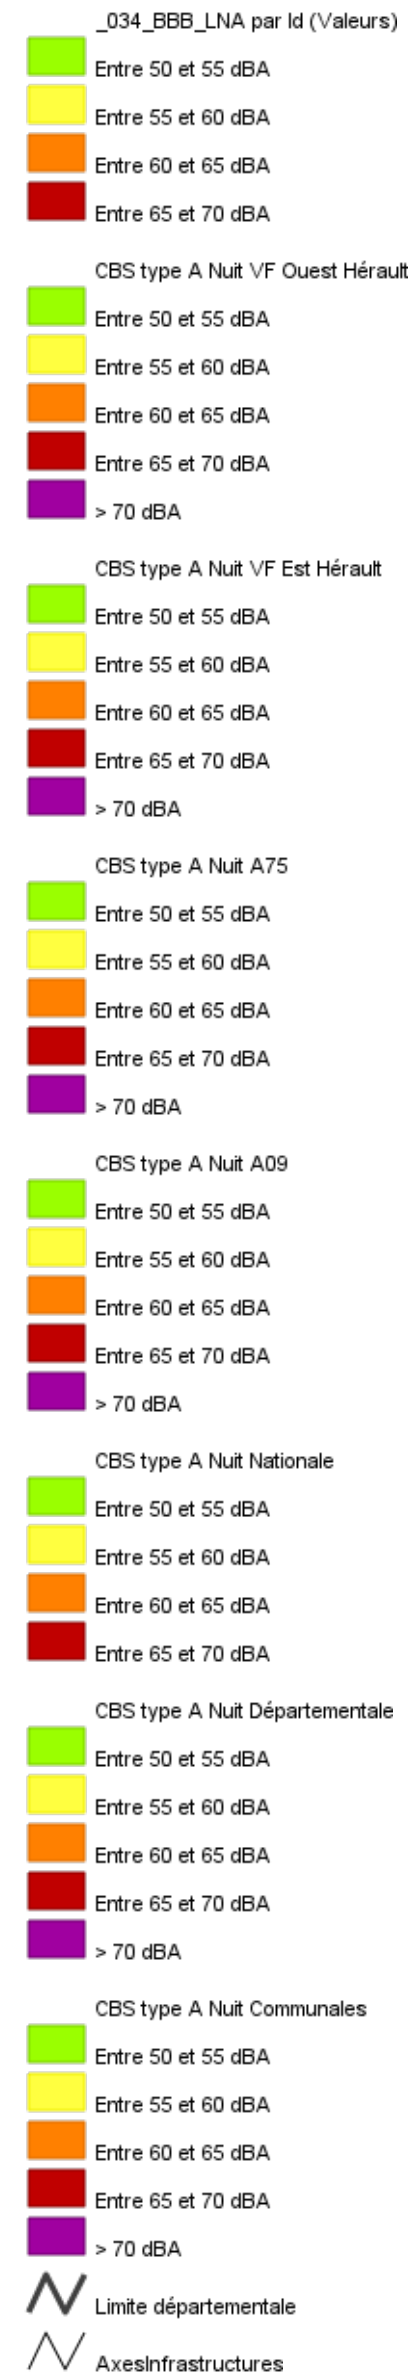 _034_BBB_LNA par Id (Valeurs)
Entre 50 et 55 dBA
Entre 55 et 60 dBA
Entre 60 et 65 dBA
Entre 65 et 70 dBA
CBS type A Nuit VF Ouest Hérault
Entre 50 et 55 dBA
Entre 55 et 60 dBA
Entre 60 et 65 dBA
Entre 65 et 70 dBA
> 70 dBA
CBS type A Nuit VF Est Hérault
Entre 50 et 55 dBA
Entre 55 et 60 dBA
Entre 60 et 65 dBA
Entre 65 et 70 dBA
> 70 dBA
CBS type A Nuit A75
Entre 50 et 55 dBA
Entre 55 et 60 dBA
Entre 60 et 65 dBA
Entre 65 et 70 dBA
> 70 dBA
CBS type A Nuit A09
Entre 50 et 55 dBA
Entre 55 et 60 dBA
Entre 60 et 65 dBA
Entre 65 et 70 dBA
> 70 dBA
CBS type A Nuit Nationale
Entre 50 et 55 dBA
Entre 55 et 60 dBA
Entre 60 et 65 dBA
Entre 65 et 70 dBA
CBS type A Nuit Départementale
Entre 50 et 55 dBA
Entre 55 et 60 dBA
Entre 60 et 65 dBA
Entre 65 et 70 dBA
> 70 dBA
CBS type A Nuit Communales
Entre 50 et 55 dBA
Entre 55 et 60 dBA
Entre 60 et 65 dBA
Entre 65 et 70 dBA
> 70 dBA
Limite départementale
AxesInfrastructures